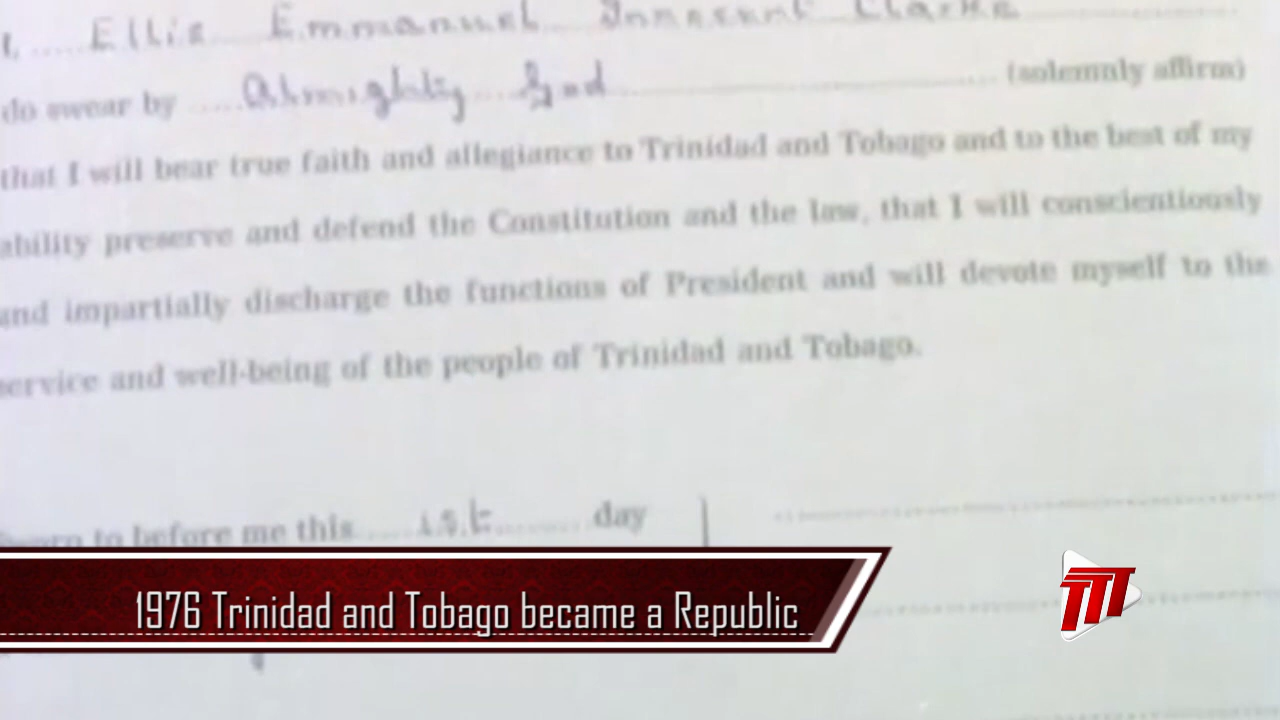 I, ..... Ellis Emmanuel Innocent Clarke
do swear by ..... Almighty God ..... (solemnly affirm)
that I will bear true faith and allegiance to Trinidad and Tobago and to the best of my
ability preserve and defend the Constitution and the law, that I will conscientiously
and impartially discharge the functions of President and will devote myself to the
service and well-being of the people of Trinidad and Tobago.
to before me this ..... 1st ..... day
1976 Trinidad and Tobago became a Republic
TTT